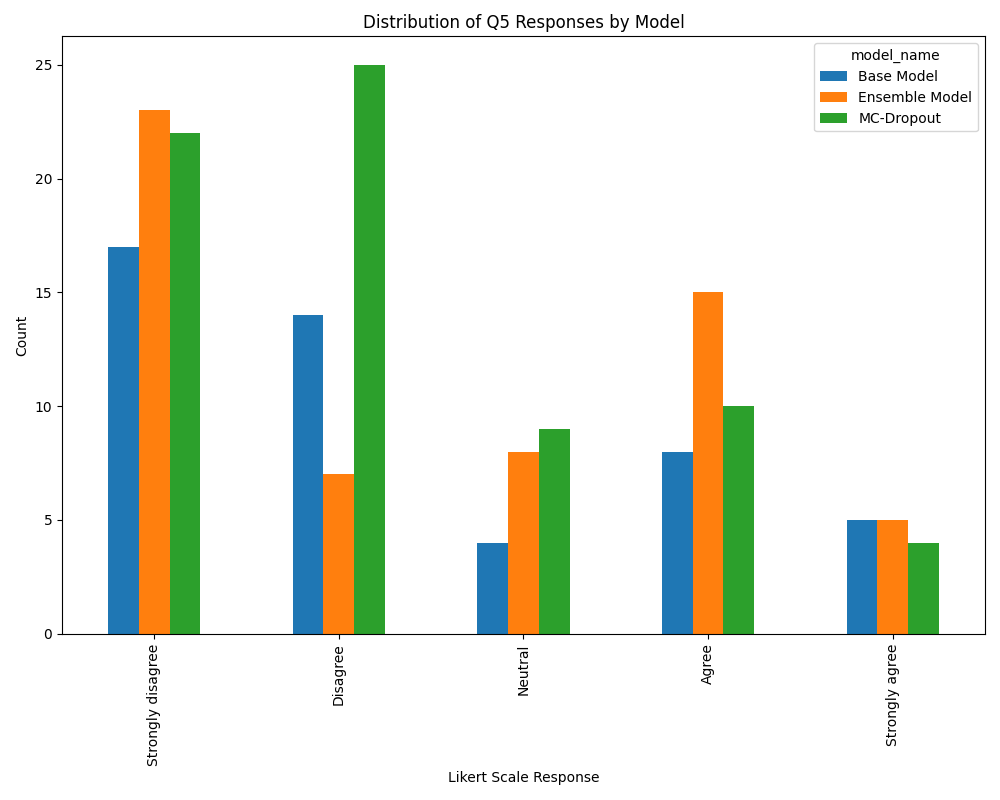 Distribution of Q5 Responses by Model
model_name
Base Model
Ensemble Model
MC-Dropout
Count
25
20
15
10
5
0
Strongly disagree
Disagree
Neutral
Agree
Strongly agree
Likert Scale Response